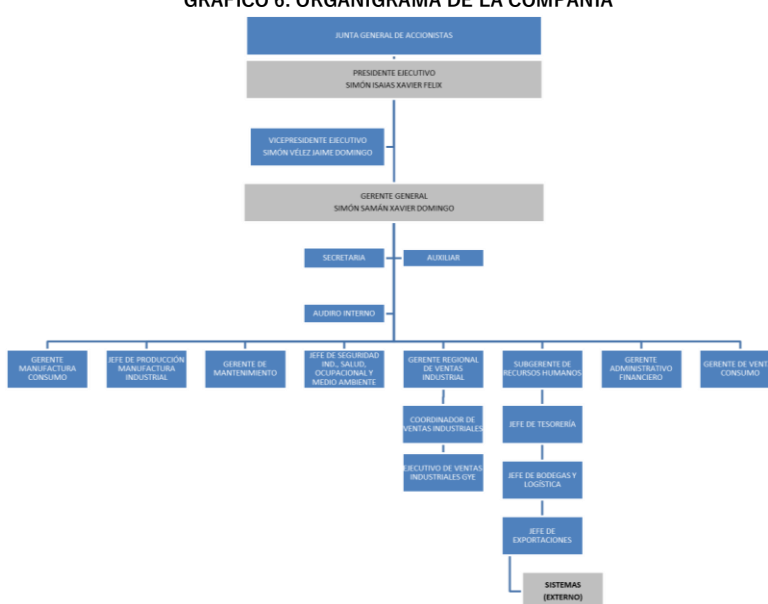 GRÁFICO 6: ORGANIGRAMA DE LA COMPAÑÍA
JUNTA GENERAL DE ACCIONISTAS
PRESIDENTE EJECUTIVO
SIMÓN ISAIAS XAVIER FELIX
VICEPRESIDENTE EJECUTIVO
SIMÓN VÉLEZ JAIME DOMINGO
GERENTE GENERAL
SIMÓN SAMÁN XAVIER DOMINGO
SECRETARIA
AUXILIAR
AUDIRO INTERNO
GERENTE
MANUFACTURA
CONSUMO
JEFE DE PRODUCCIÓN
MANUFACTURA
INDUSTRIAL
GERENTE DE
MANTENIMIENTO
JEFE DE SEGURIDAD
IND., SALUD,
OCUPACIONAL Y
MEDIO AMBIENTE
GERENTE REGIONAL
DE VENTAS
INDUSTRIAL
SUBGERENTE DE
RECURSOS HUMANOS
GERENTE
ADMINISTRATIVO
FINANCIERO
GERENTE DE VENT
CONSUMO
COORDINADOR DE
VENTAS INDUSTRIALES
JEFE DE TESORERÍA
EJECUTIVO DE VENTAS
INDUSTRIALES GYE
JEFE DE BODEGAS Y
LOGÍSTICA
JEFE DE
EXPORTACIONES
SISTEMAS
(EXTERNO)